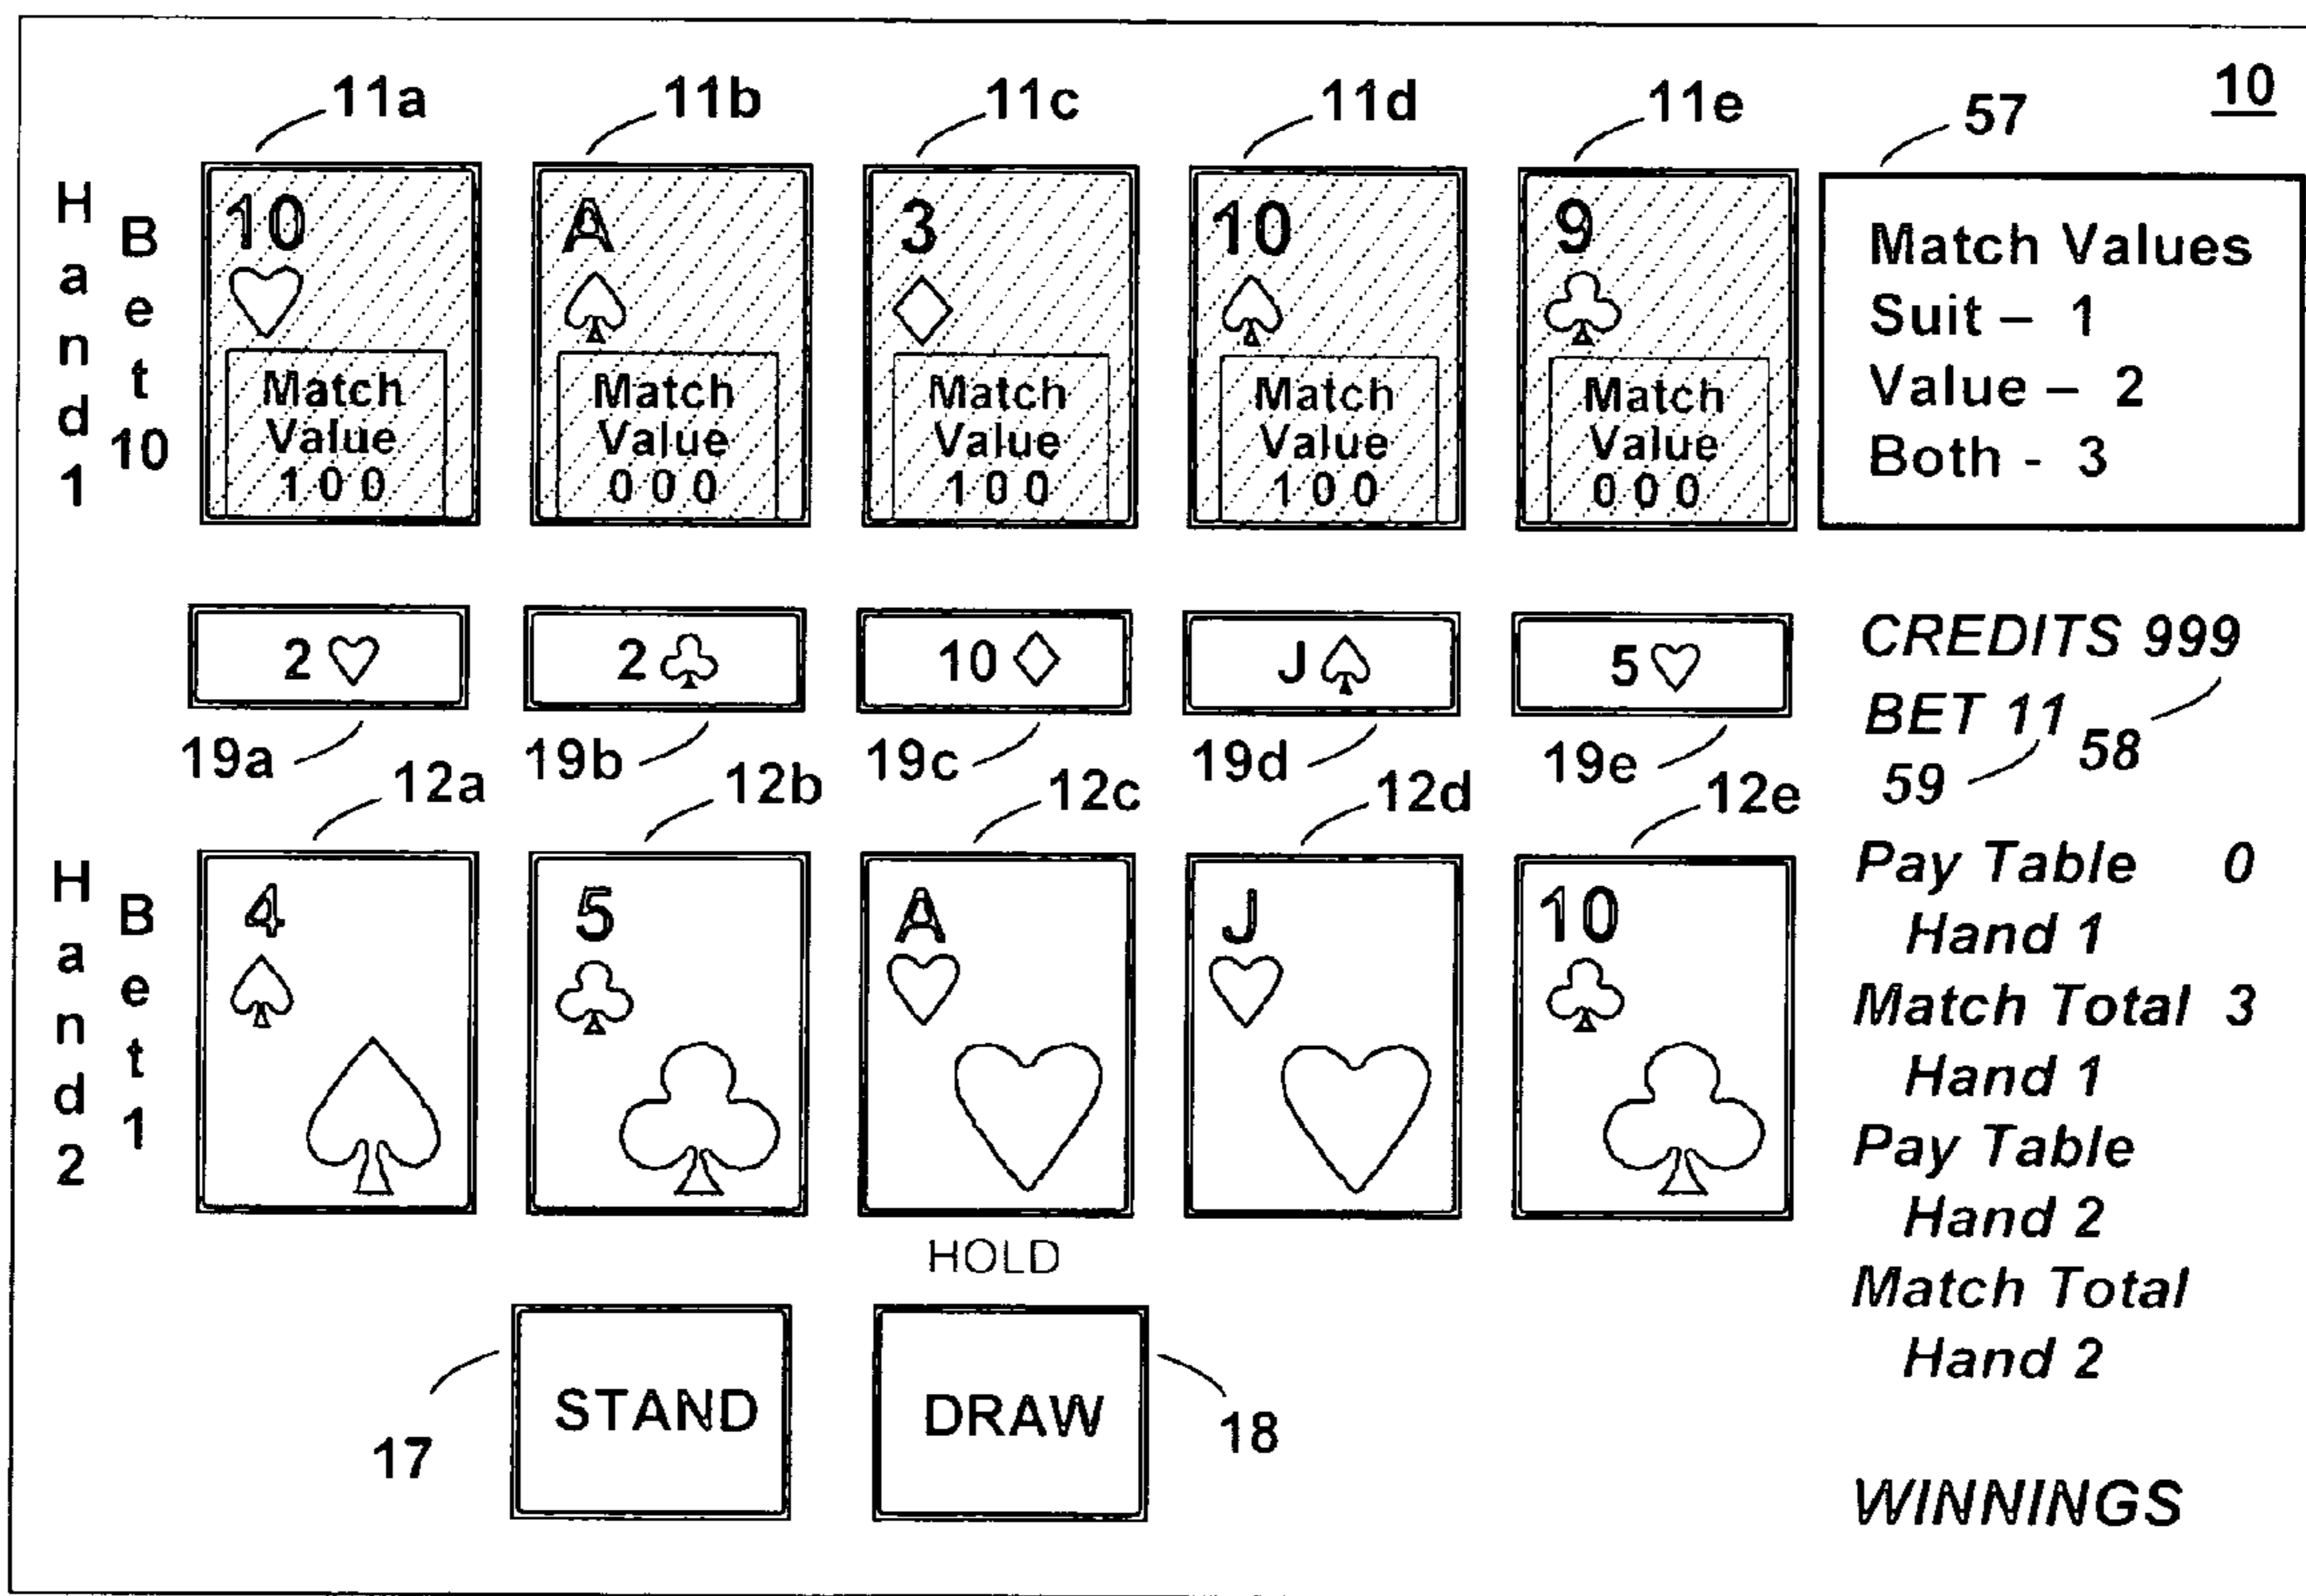 10
11a 11b 11c 11d 11e 57
Hand 1
Bet 10
10♡ A♤ 3♢ 10♤ 9♧
Match Match Match Match Match
Value Value Value Value Value
1 0 0 0 0 0 1 0 0 1 0 0 0 0 0
Match Values
Suit – 1
Value – 2
Both - 3
2♡ 2♧ 10♢ J♤ 5♡
19a 19b 19c 19d 19e
CREDITS 999
BET 11
59 58
12a 12b 12c 12d 12e
Hand 2
Bet 1
4♤ 5♧ A♡ J♡ 10♧
HOLD
Pay Table 0
Hand 1
Match Total 3
Hand 1
Pay Table
Hand 2
Match Total
Hand 2
17 STAND DRAW 18
WINNINGS